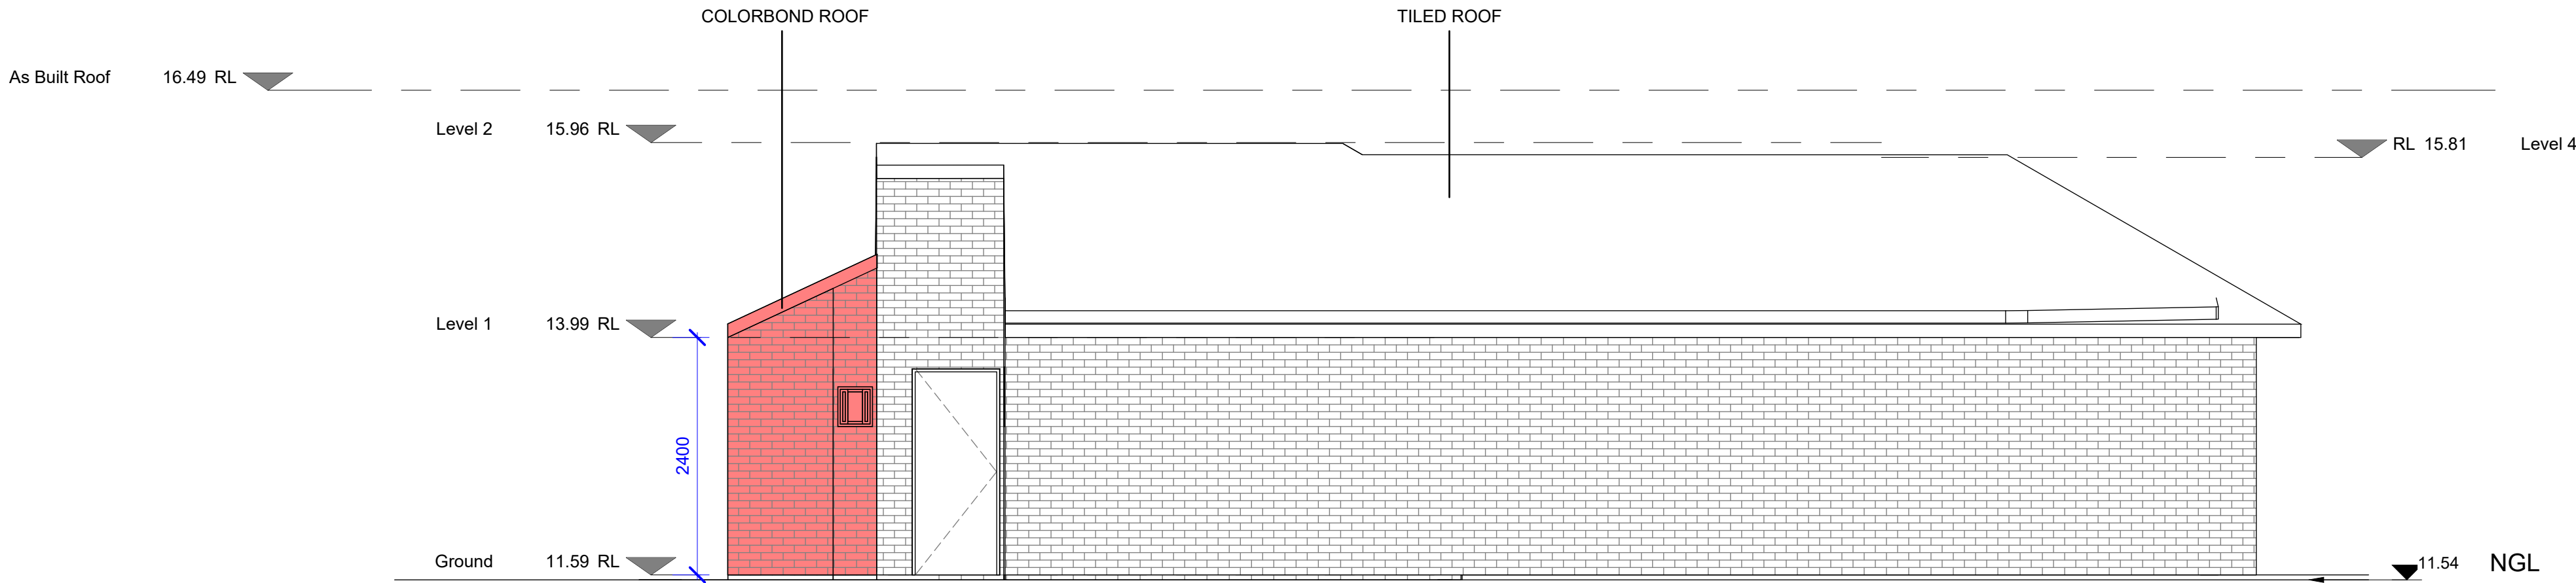 COLORBOND ROOF
TILED ROOF
As Built Roof 16.49 RL
Level 2 15.96 RL
RL 15.81 Level 4
Level 1 13.99 RL
2400
Ground 11.59 RL
11.54 NGL